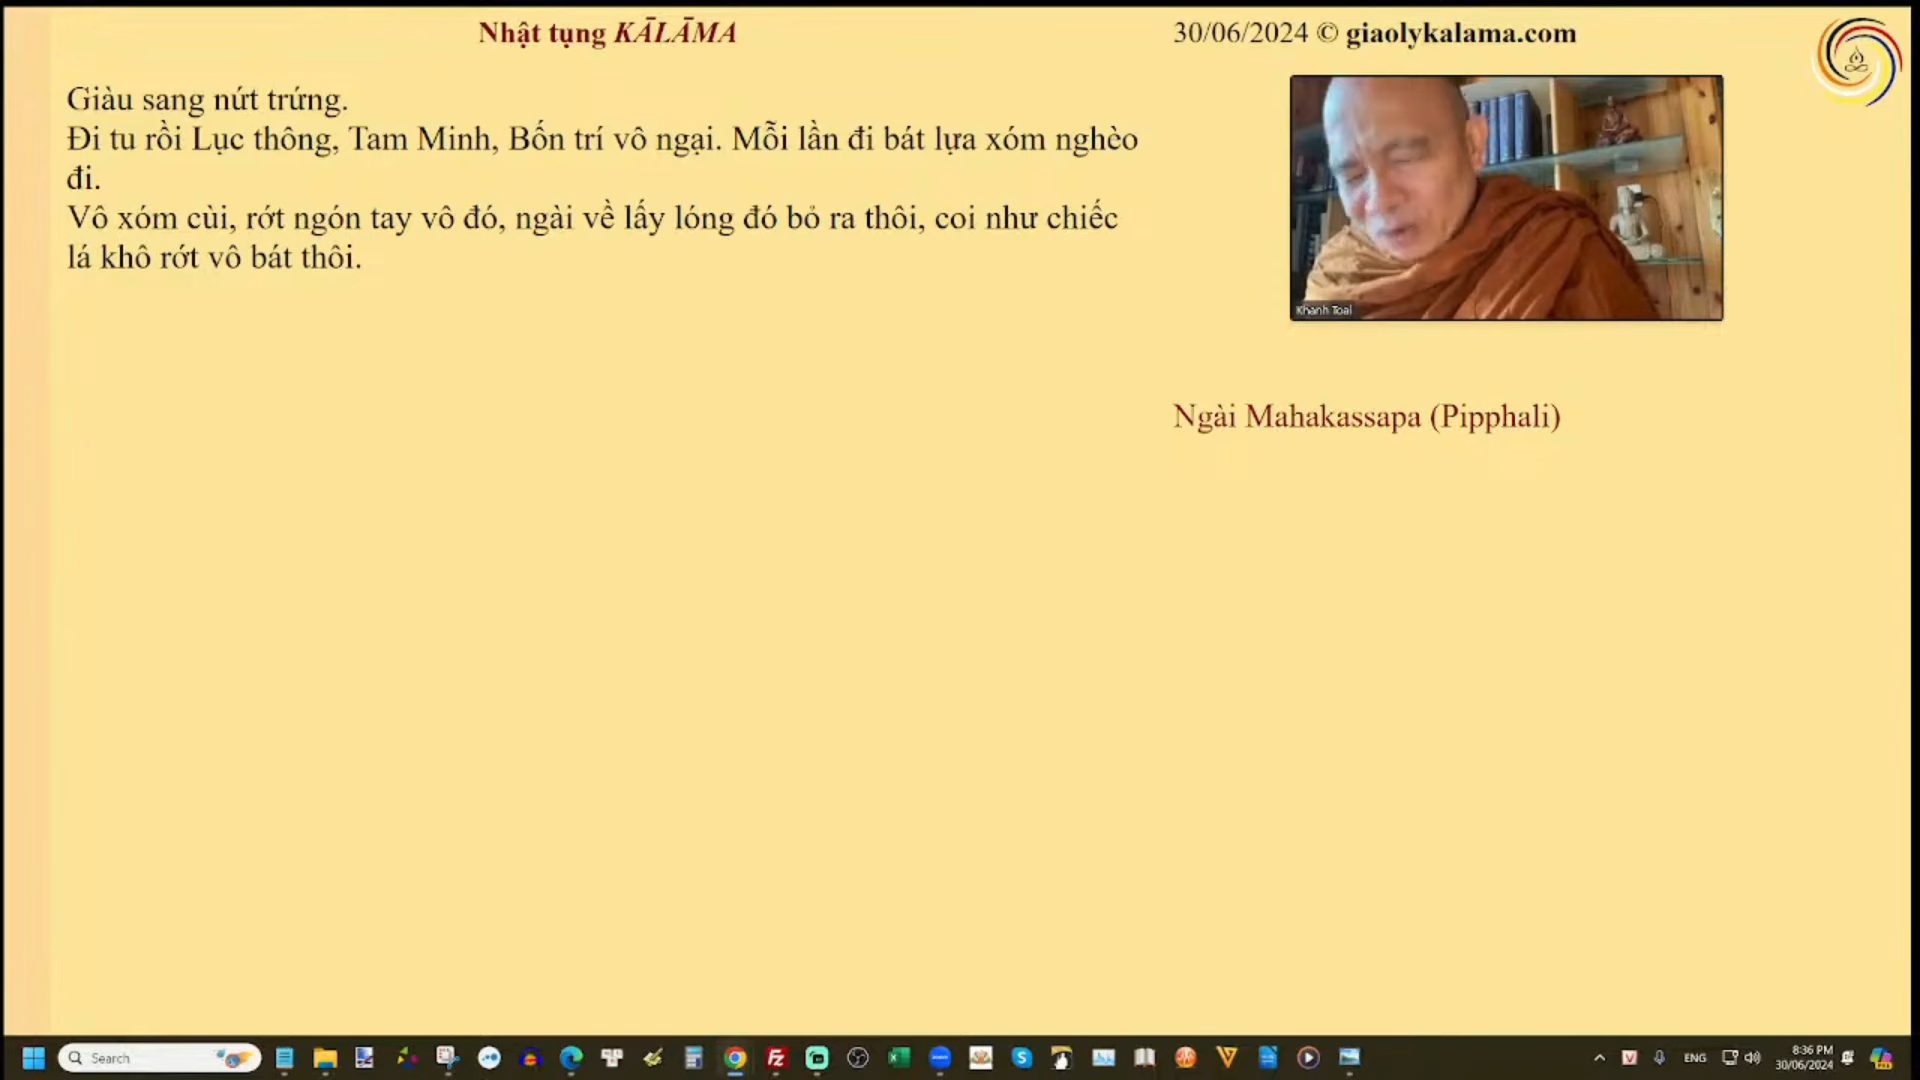 Nhật tụng KĀLĀMA
30/06/2024 © giaolykalama.com
Giàu sang nứt trứng.
Đi tu rồi Lục thông, Tam Minh, Bốn trí vô ngại. Mỗi lần đi bát lựa xóm nghèo
đi.
Vô xóm cùi, rớt ngón tay vô đó, ngài về lấy lóng đó bỏ ra thôi, coi như chiếc
lá khô rớt vô bát thôi.
Khanh Toai
Ngài Mahakassapa (Pipphali)
Search
ENG
8:36 PM
30/06/2024